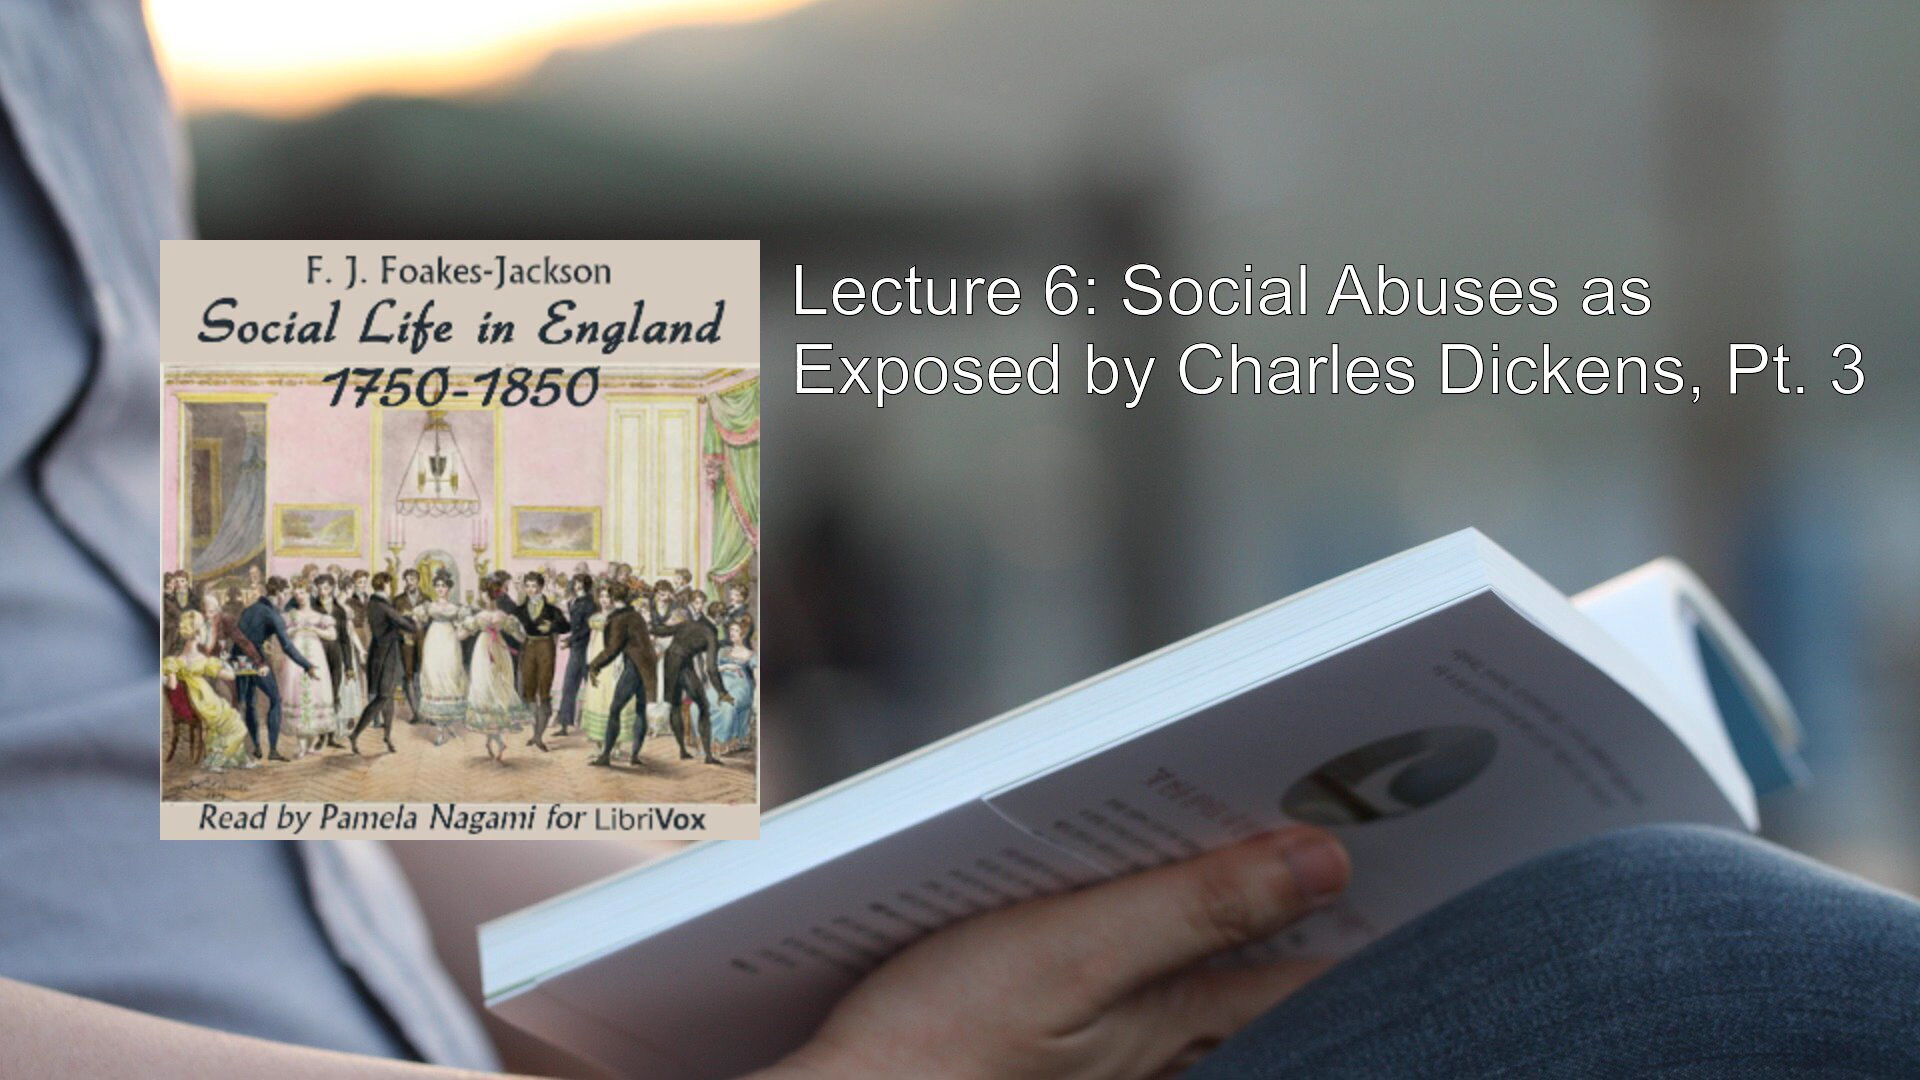 F. J. Foakes-Jackson
Social Life in England
1750-1850
Read by Pamela Nagami for LibriVox
Lecture 6: Social Abuses as
Exposed by Charles Dickens, Pt. 3